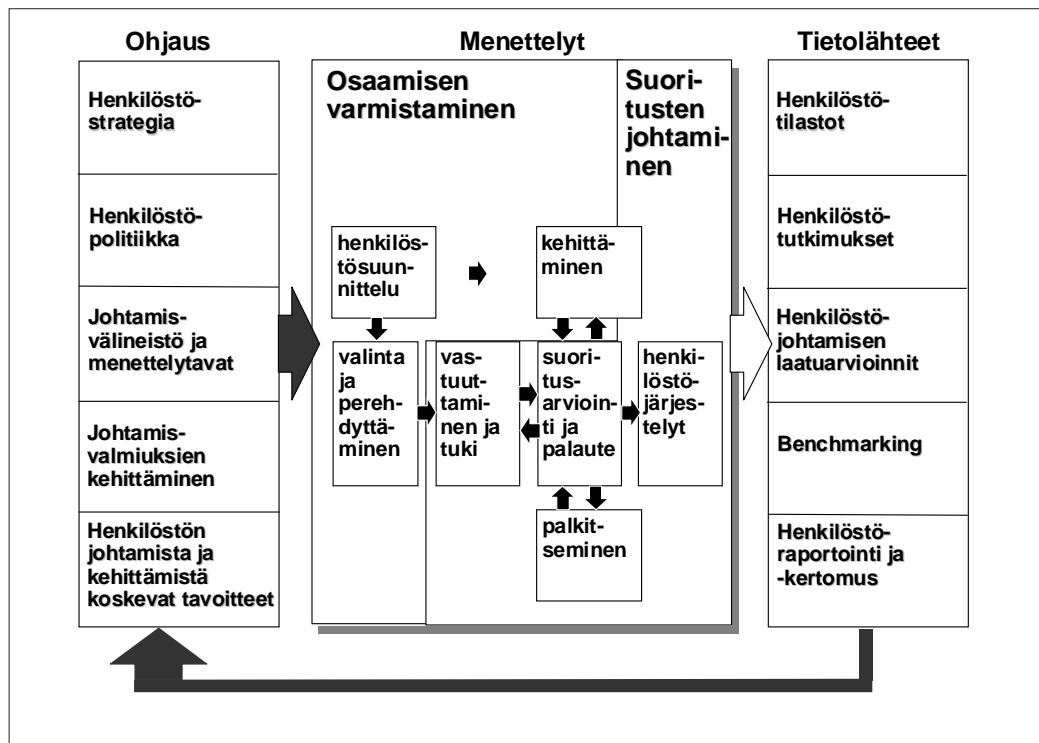 Ohjaus
Menettelyt
Tietolähteet
Henkilöstö-
strategia
Henkilöstö-
politiikka
Johtamis-
välineistö ja
menettelytavat
Johtamis-
valmiuksien
kehittäminen
Henkilöstön
johtamista ja
kehittämistä
koskevat tavoitteet
Osaamisen
varmistaminen
Suori-
tusten
johtami-
nen
henkilös-
tösuun-
nittelu
kehittä-
minen
valinta
ja
pereh-
dyttä-
minen
vas-
tuut-
tami-
nen ja
tuki
suori-
tus-
arvioin-
ti ja
palaute
henki-
löstö-
järjes-
telyt
palkit-
seminen
Henkilöstö-
tilastot
Henkilöstö-
tutkimukset
Henkilöstö-
johtamisen
laatuarvioinnit
Benchmarking
Henkilöstö-
raportointi ja
-kertomus